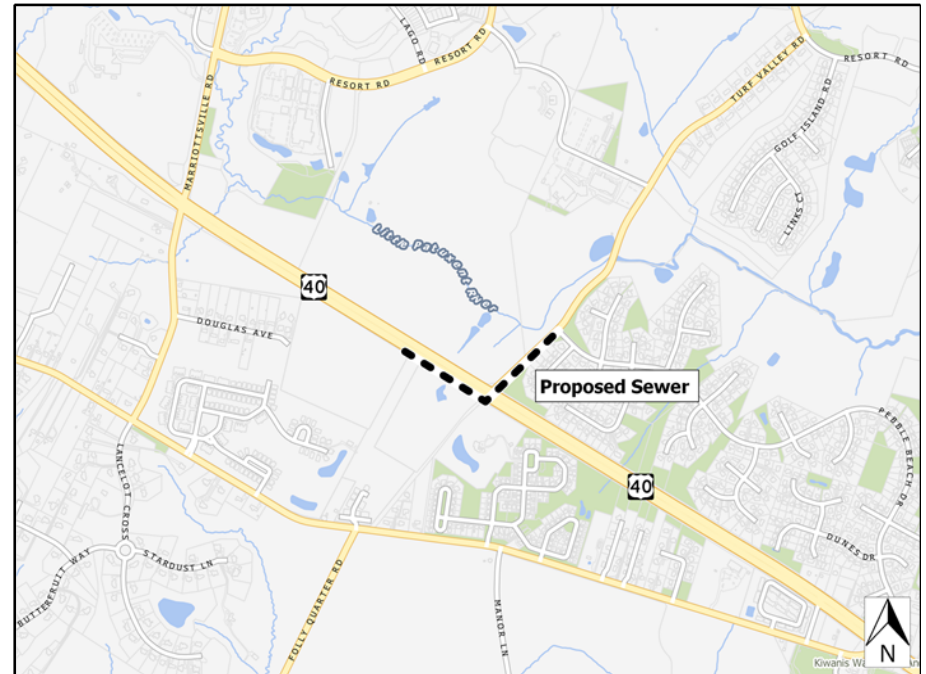 LAGO RD
RESORT RD
RESORT RD
TURF VALLEY RD
RESORT RD
MARRIOTTSVILLE RD
GOLF ISLAND RD
LINKS CT
Little Patuxent River
40
DOUGLAS AVE
Proposed Sewer
PEBBLE BEACH DR
LANCELOT CROSS
40
DUNES DR
STARDUST LN
BUTTERFRUIT WAY
FOLLY QUARTER RD
MANOR LN
N
Kiwanis Wa